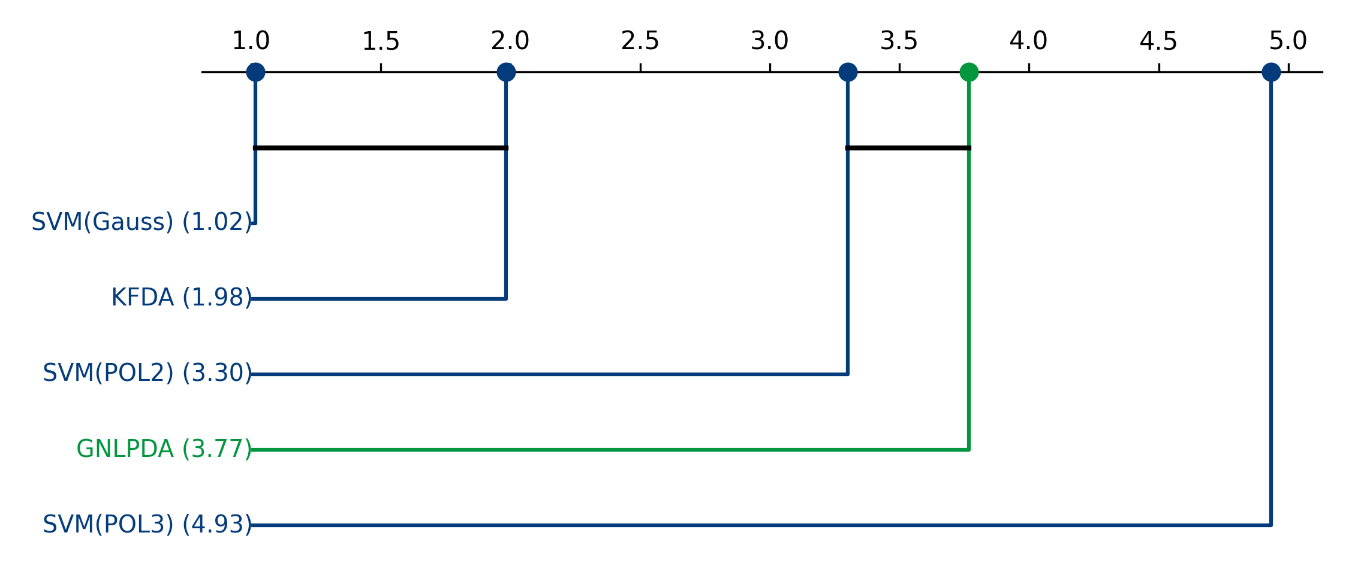 1.0 1.5 2.0 2.5 3.0 3.5 4.0 4.5 5.0
SVM(Gauss) (1.02)
KFDA (1.98)
SVM(POL2) (3.30)
GNLPDA (3.77)
SVM(POL3) (4.93)